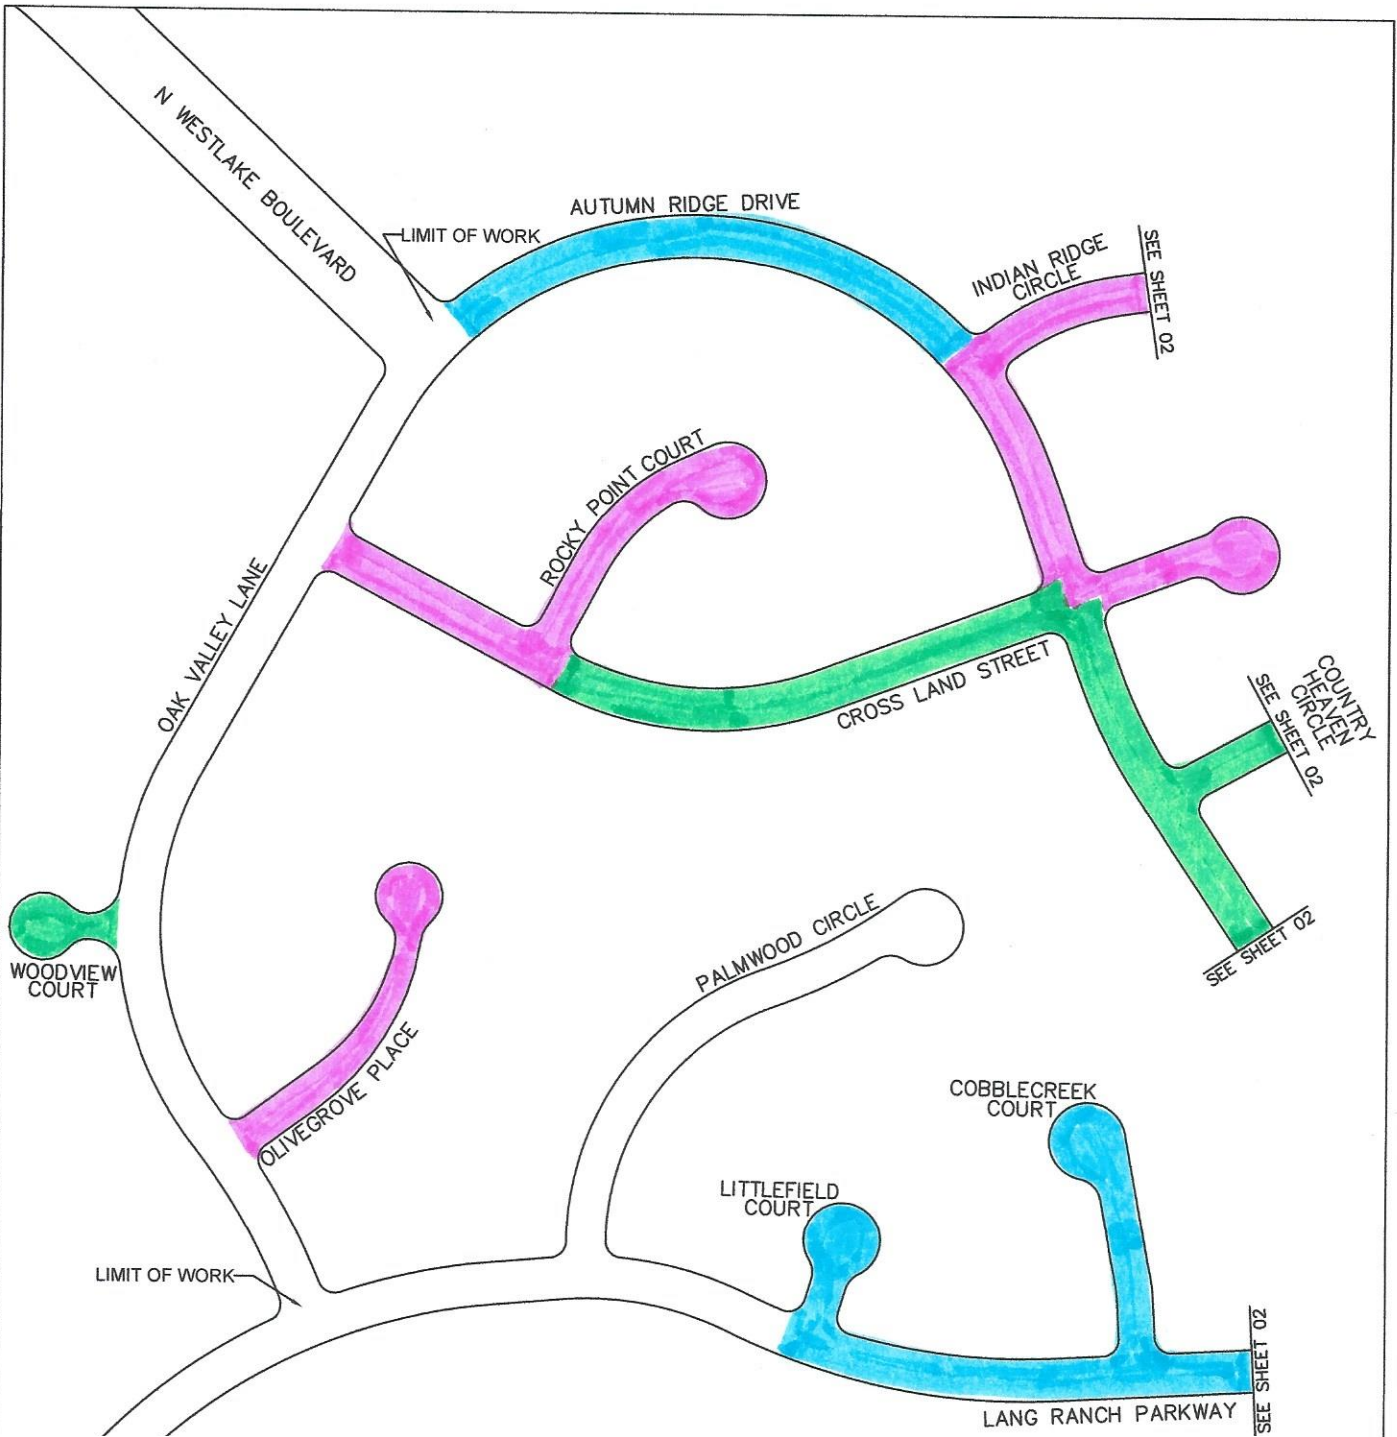 N WESTLAKE BOULEVARD
AUTUMN RIDGE DRIVE
LIMIT OF WORK
INDIAN RIDGE
CIRCLE
SEE SHEET 02
ROCKY POINT COURT
OAK VALLEY LANE
CROSS LAND STREET
COUNTRY
HEAVEN
CIRCLE
SEE SHEET 02
SEE SHEET 02
WOODVIEW
COURT
PALMWOOD CIRCLE
OLIVEGROVE PLACE
COBBLECREEK
COURT
LITTLEFIELD
COURT
LIMIT OF WORK
SEE SHEET 02
LANG RANCH PARKWAY